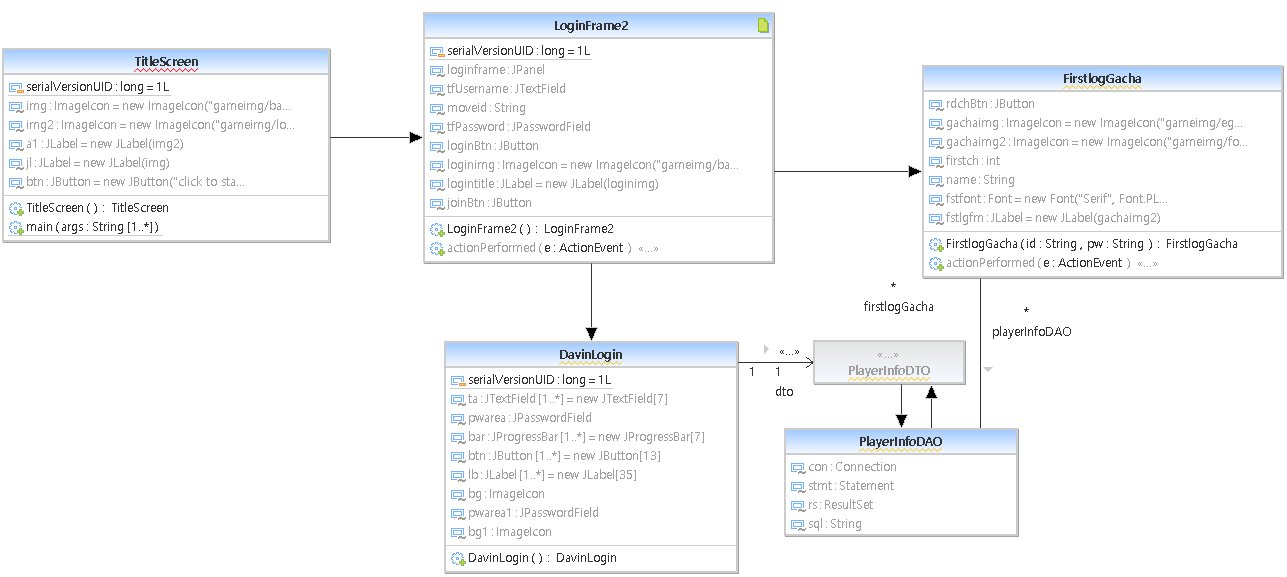 TitleScreen
serialVersionUID : long = 1L
img : ImageIcon = new ImageIcon("gameimg/ba...
img2 : ImageIcon = new ImageIcon("gameimg/lo...
a1 : JLabel = new JLabel(img2)
jl : JLabel = new JLabel(img)
btn : JButton = new JButton("click to sta...
TitleScreen ( ) : TitleScreen
main ( args : String [1..*] )
LoginFrame2
serialVersionUID : long = 1L
loginframe : JPanel
tfUsername : JTextField
moveid : String
tfPassword : JPasswordField
loginBtn : JButton
loginimg : ImageIcon = new ImageIcon("gameimg/ba...
logintitle : JLabel = new JLabel(loginimg)
joinBtn : JButton
LoginFrame2 ( ) : LoginFrame2
actionPerformed ( e : ActionEvent ) «...»
FirstlogGacha
rdchBtn : JButton
gachaimg : ImageIcon = new ImageIcon("gameimg/eg...
gachaimg2 : ImageIcon = new ImageIcon("gameimg/fo...
firstch : int
name : String
fstfont : Font = new Font("Serif", Font.PL...
fstlgfrm : JLabel = new JLabel(gachaimg2)
FirstlogGacha ( id : String , pw : String ) : FirstlogGacha
actionPerformed ( e : ActionEvent ) «...»
*
firstlogGacha
*
playerInfoDAO
DavinLogin
serialVersionUID : long = 1L
ta : JTextField [1..*] = new JTextField[7]
pwarea : JPasswordField
bar : JProgressBar [1..*] = new JProgressBar[7]
btn : JButton [1..*] = new JButton[13]
lb : JLabel [1..*] = new JLabel[35]
bg : ImageIcon
pwarea1 : JPasswordField
bg1 : ImageIcon
DavinLogin ( ) : DavinLogin
«...»
1 1
dto
«...»
PlayerInfoDTO
PlayerInfoDAO
con : Connection
stmt : Statement
rs : ResultSet
sql : String